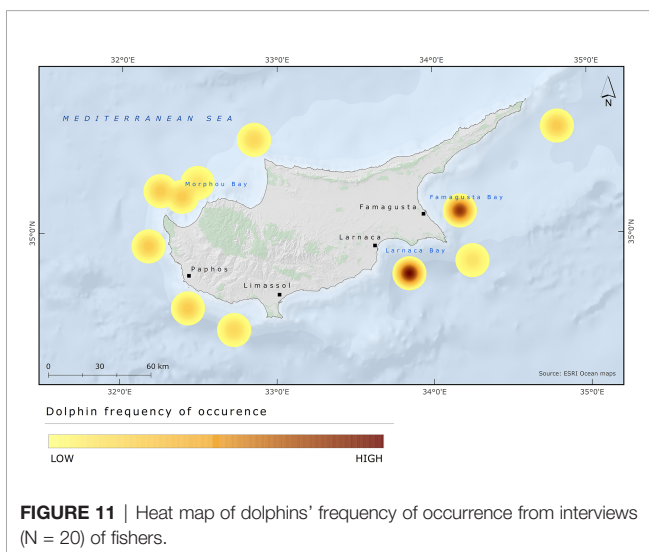 32°0'E 33°0'E 34°0'E 35°0'E
N
MEDITERRANEAN SEA
Morphou Bay
Famagusta Bay
Famagusta
35°0'N
35°0'N
Larnaca
Larnaca Bay
Paphos
Limassol
0 30 60 km
Source: ESRI Ocean maps
32°0'E 33°0'E 34°0'E 35°0'E
Dolphin frequency of occurence
LOW HIGH
FIGURE 11 | Heat map of dolphins' frequency of occurrence from interviews
(N = 20) of fishers.